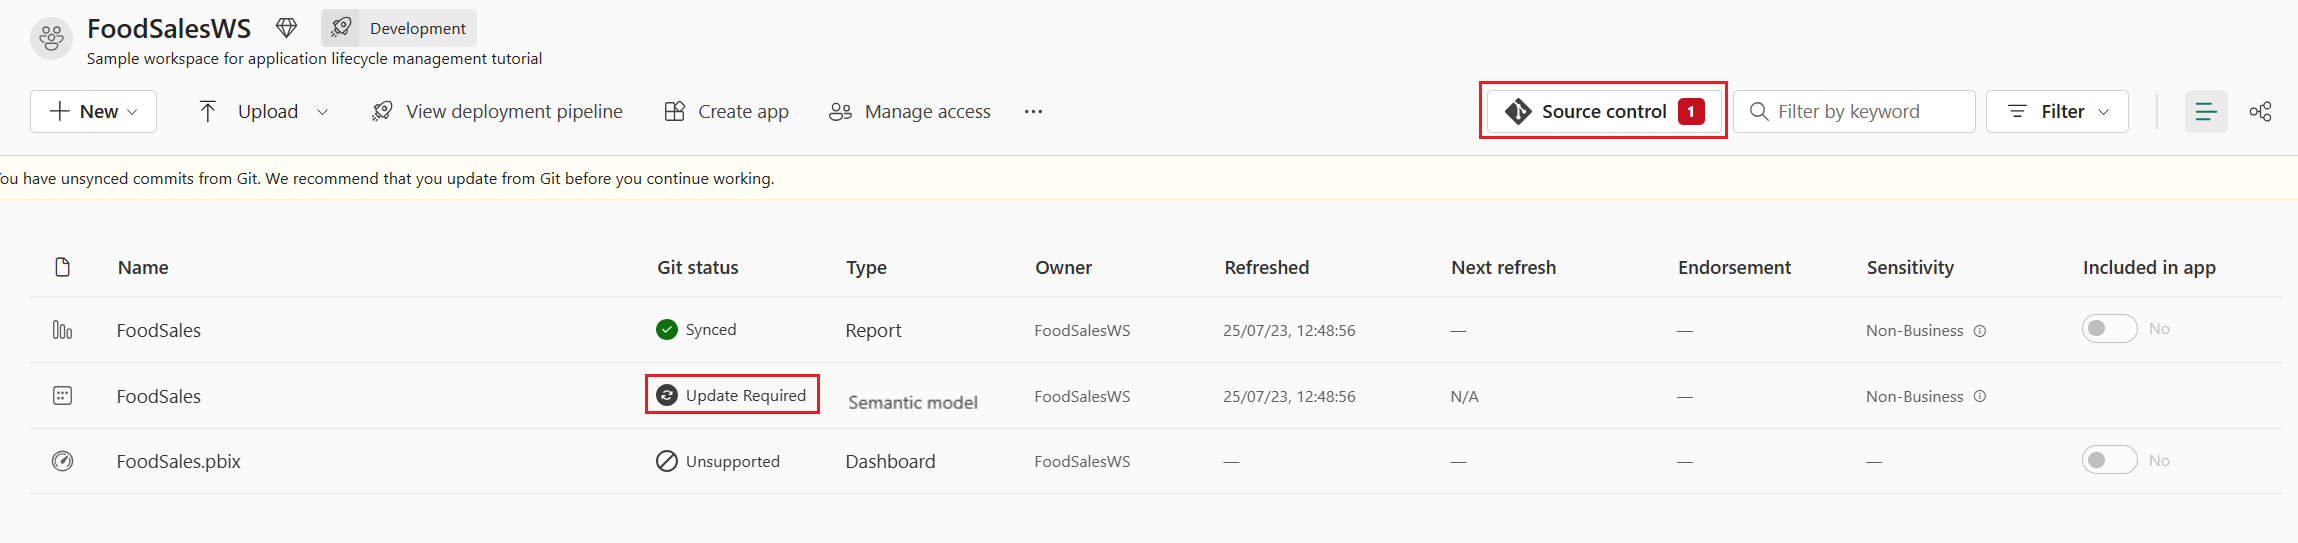 FoodSalesWS Development
Sample workspace for application lifecycle management tutorial
New Upload View deployment pipeline Create app Manage access ... Source control 1 Filter by keyword Filter
ou have unsynced commits from Git. We recommend that you update from Git before you continue working.
Name Git status Type Owner Refreshed Next refresh Endorsement Sensitivity Included in app
FoodSales Synced Report FoodSalesWS 25/07/23, 12:48:56 — — Non-Business No
FoodSales Update Required Semantic model FoodSalesWS 25/07/23, 12:48:56 N/A — Non-Business
FoodSales.pbix Unsupported Dashboard FoodSalesWS — — — — No